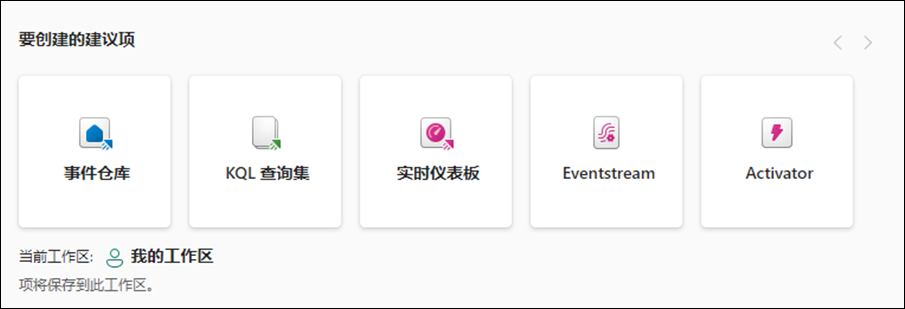 要创建的建议项
事件仓库
KQL 查询集
实时仪表板
Eventstream
Activator
当前工作区: 我的工作区
项将保存到此工作区。